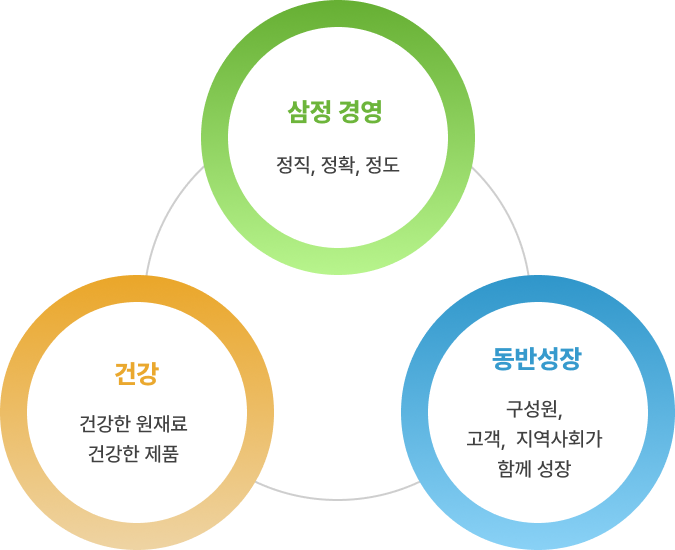 삼정 경영
정직, 정확, 정도
건강
건강한 원재료
건강한 제품
동반성장
구성원,
고객, 지역사회가
함께 성장